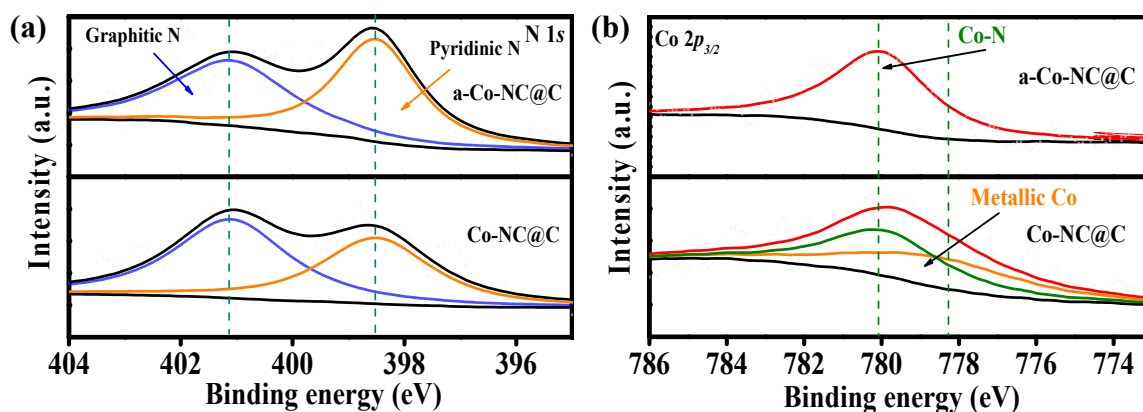 (a)
N 1s
Graphitic N
Pyridinic N
a-Co-NC@C
Co-NC@C
Intensity (a.u.)
404 402 400 398 396
Binding energy (eV)
(b)
Co 2p3/2
Co-N
a-Co-NC@C
Metallic Co
Co-NC@C
Intensity (a.u.)
786 784 782 780 778 776 774
Binding energy (eV)